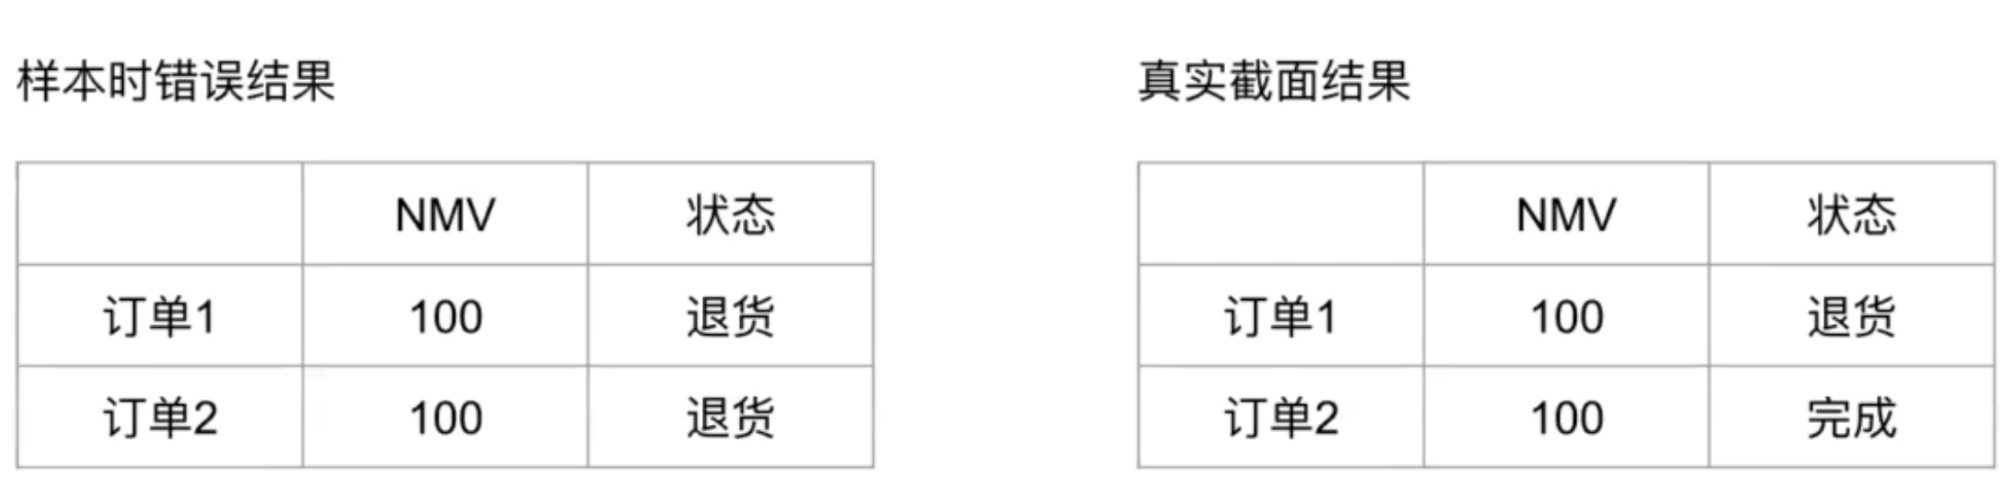 样本时错误结果
NMV 状态
订单1 100 退货
订单2 100 退货
真实截面结果
NMV 状态
订单1 100 退货
订单2 100 完成